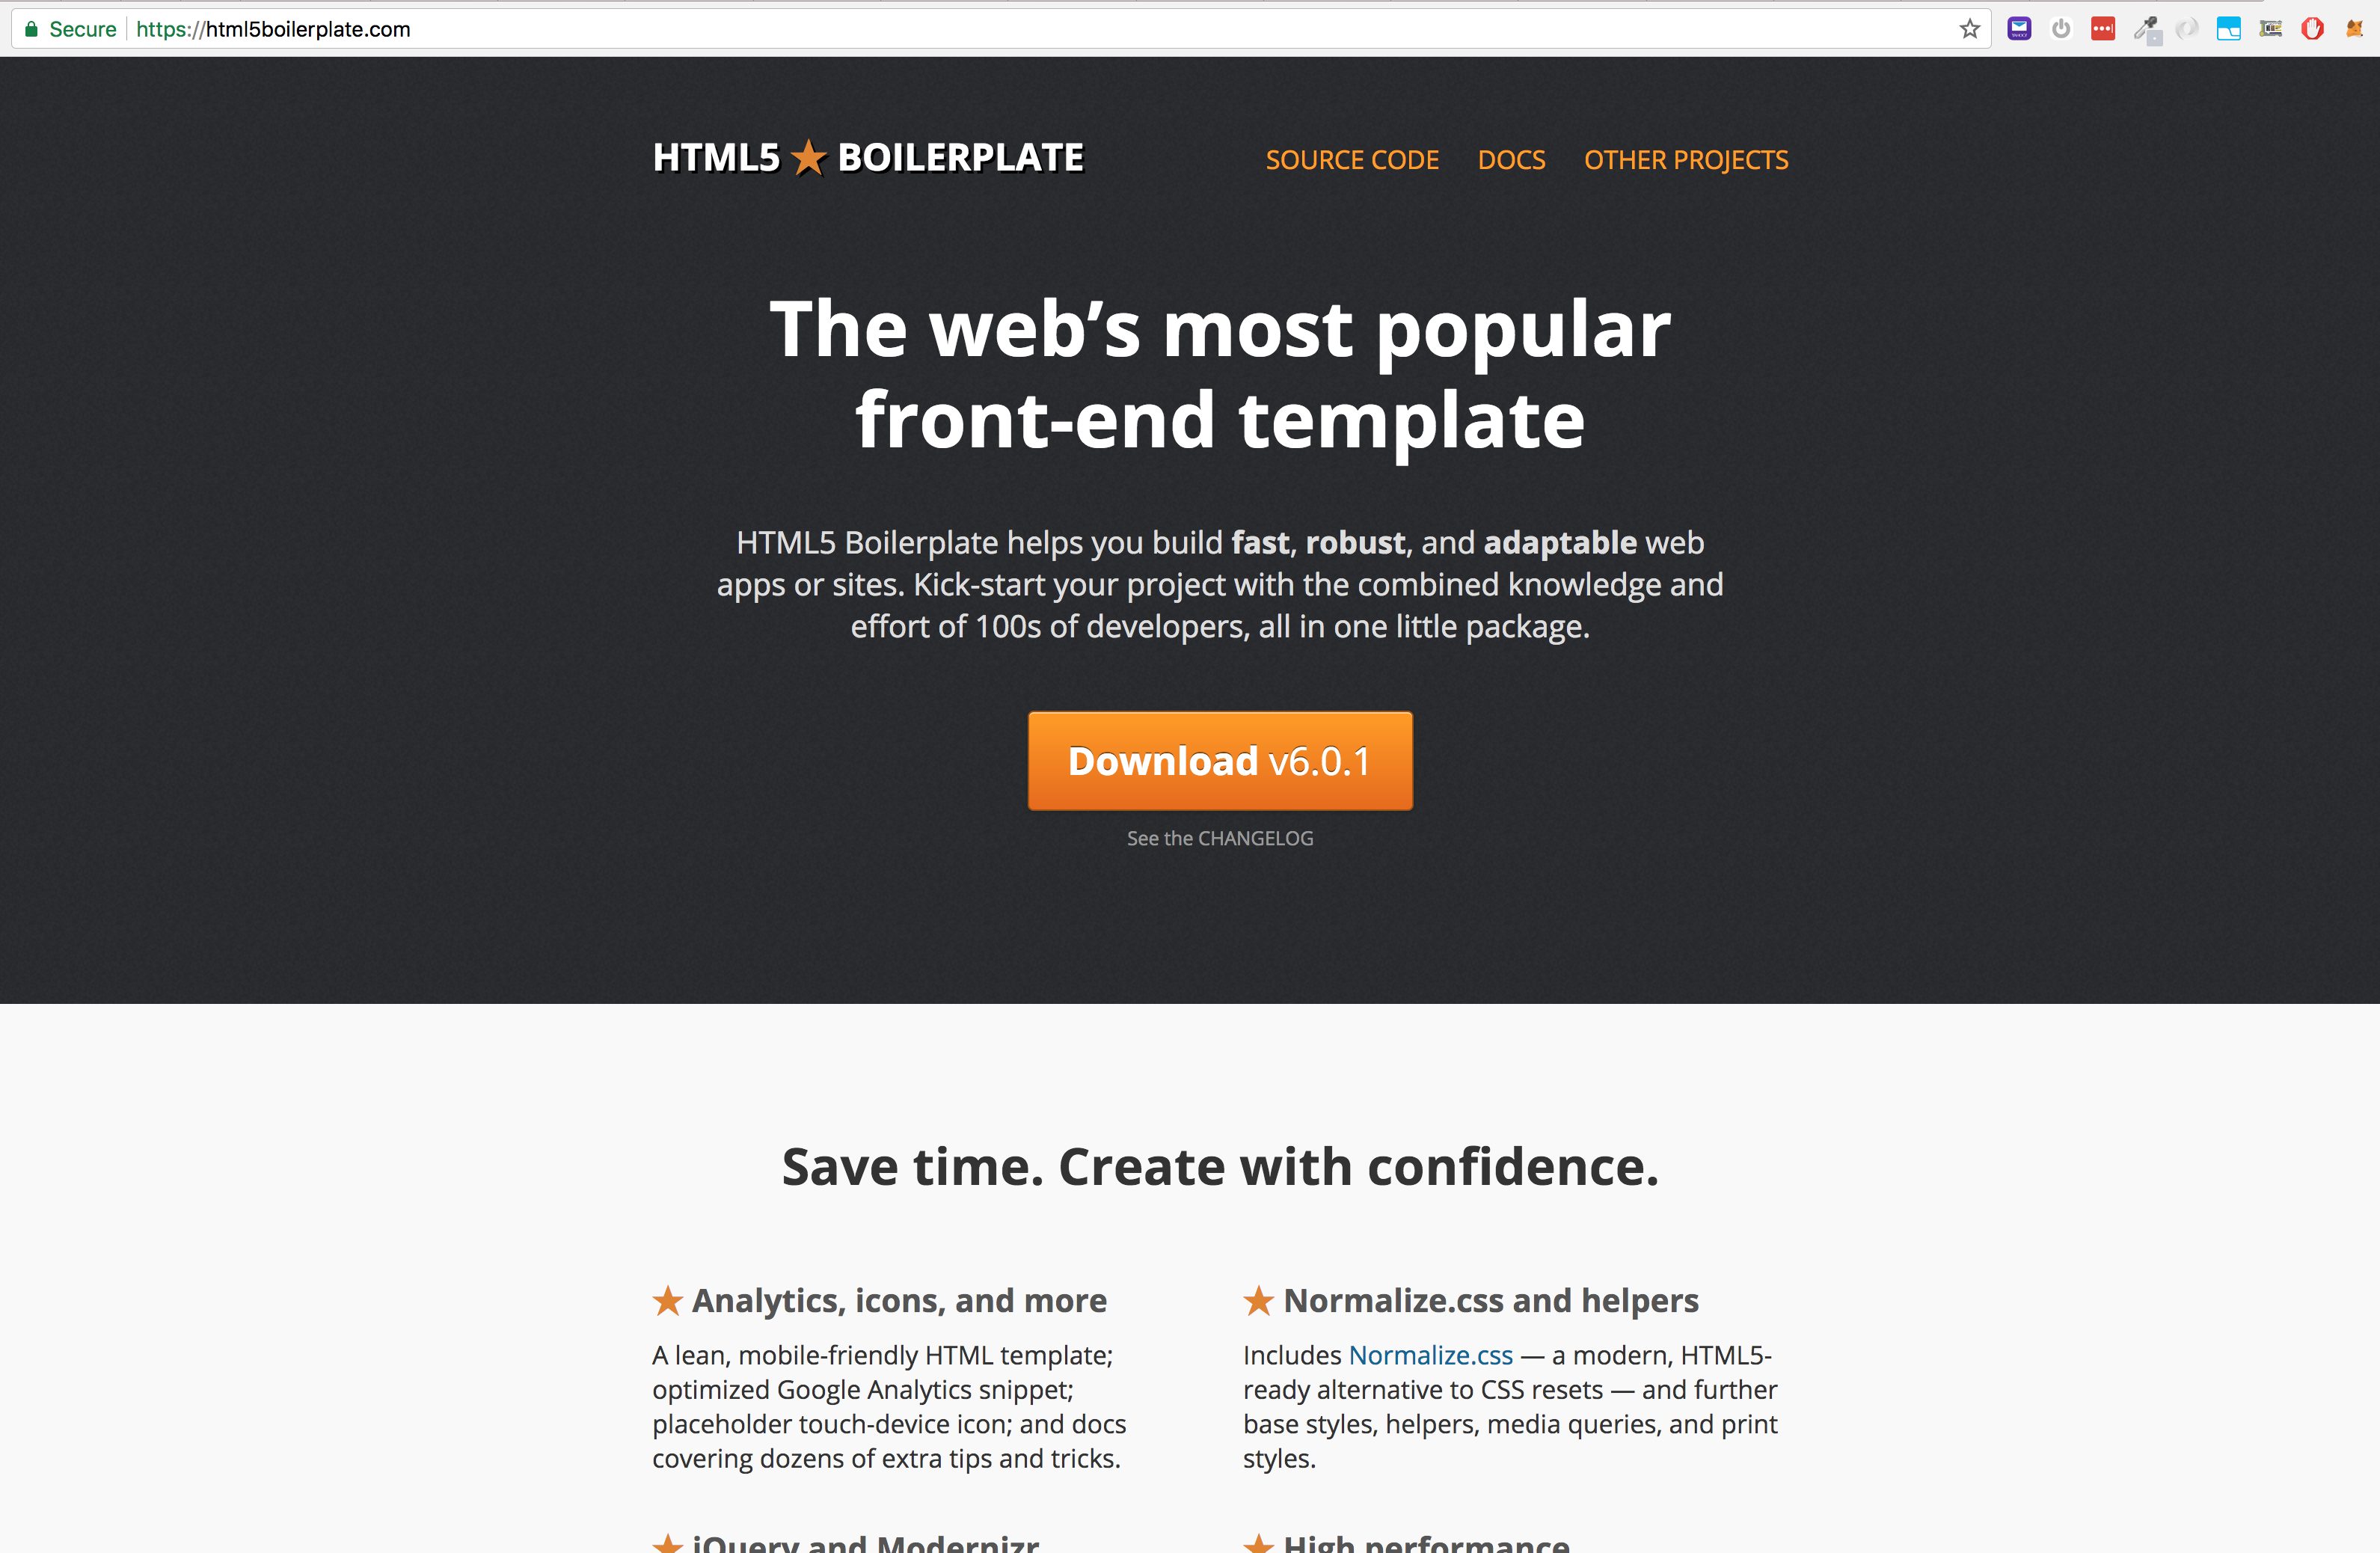 Secure https://html5boilerplate.com
HTML5 ★ BOILERPLATE
SOURCE CODE DOCS OTHER PROJECTS
The web’s most popular
front-end template
HTML5 Boilerplate helps you build fast, robust, and adaptable web
apps or sites. Kick-start your project with the combined knowledge and
effort of 100s of developers, all in one little package.
Download v6.0.1
See the CHANGELOG
Save time. Create with confidence.
★ Analytics, icons, and more
A lean, mobile-friendly HTML template;
optimized Google Analytics snippet;
placeholder touch-device icon; and docs
covering dozens of extra tips and tricks.
★ Normalize.css and helpers
Includes Normalize.css — a modern, HTML5-
ready alternative to CSS resets — and further
base styles, helpers, media queries, and print
styles.
★ jQuery and Modernizr
★ High performance